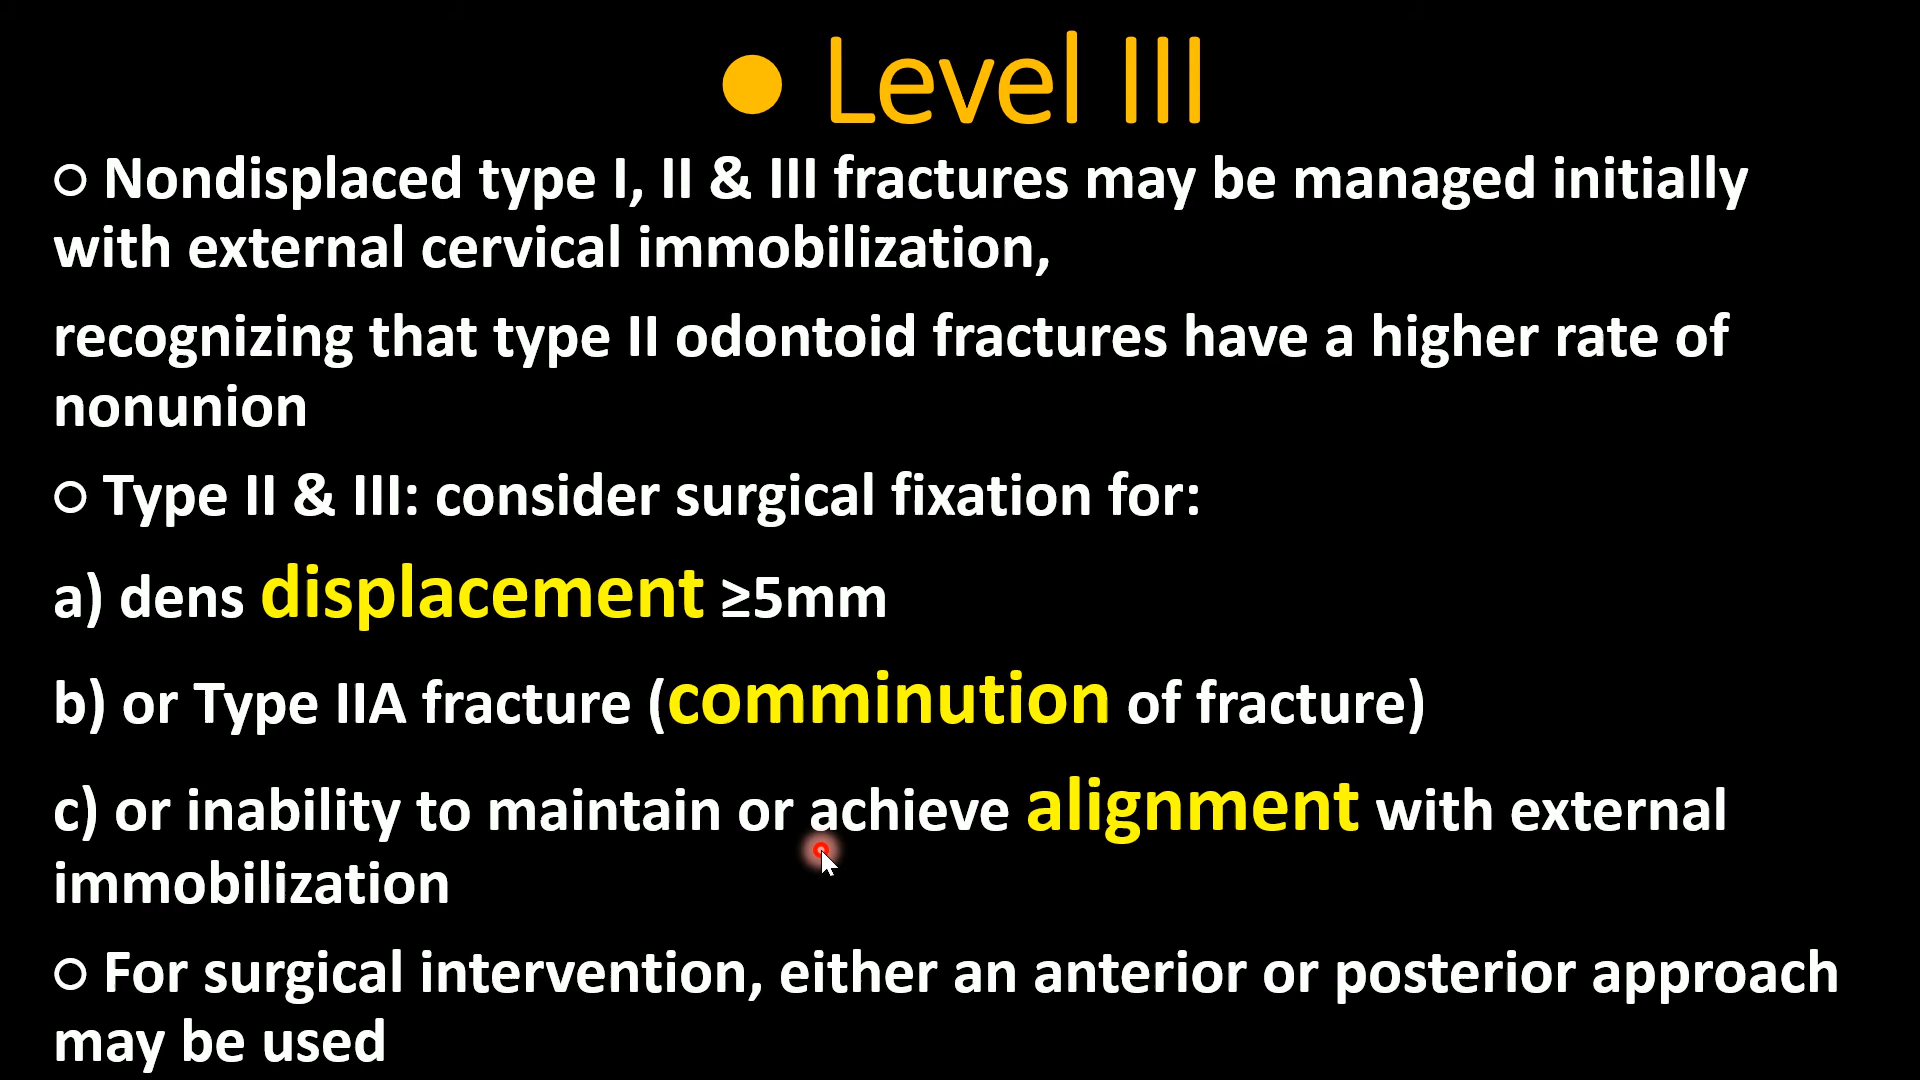 ● Level III
○ Nondisplaced type I, II & III fractures may be managed initially
with external cervical immobilization,
recognizing that type II odontoid fractures have a higher rate of
nonunion
○ Type II & III: consider surgical fixation for:
a) dens displacement ≥5mm
b) or Type IIA fracture (comminution of fracture)
c) or inability to maintain or achieve alignment with external
immobilization
○ For surgical intervention, either an anterior or posterior approach
may be used